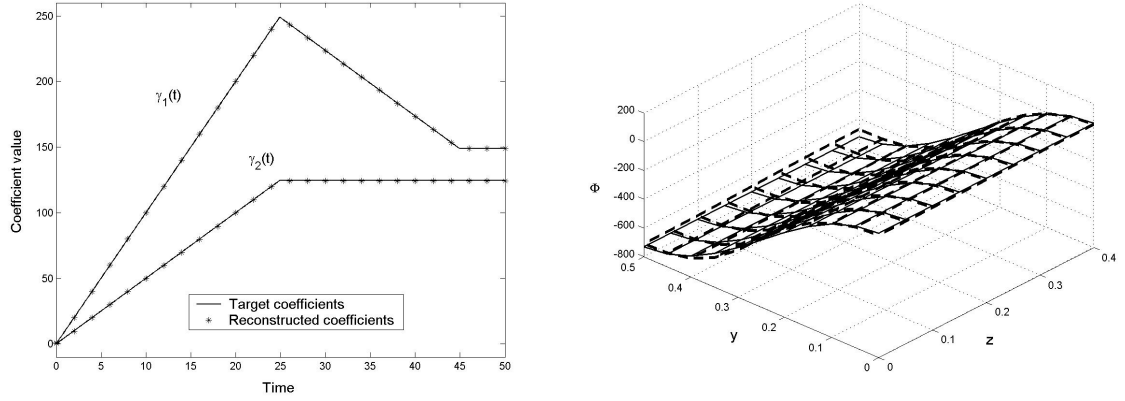 250
200
150
100
50
0
Coefficient value
γ1(t)
γ2(t)
Target coefficients
Reconstructed coefficients
0 5 10 15 20 25 30 35 40 45 50
Time
200
0
-200
-400
-600
-800
Φ
0.5
0.4
0.3
0.2
0.1
0
y
0
0.1
0.2
0.3
0.4
z